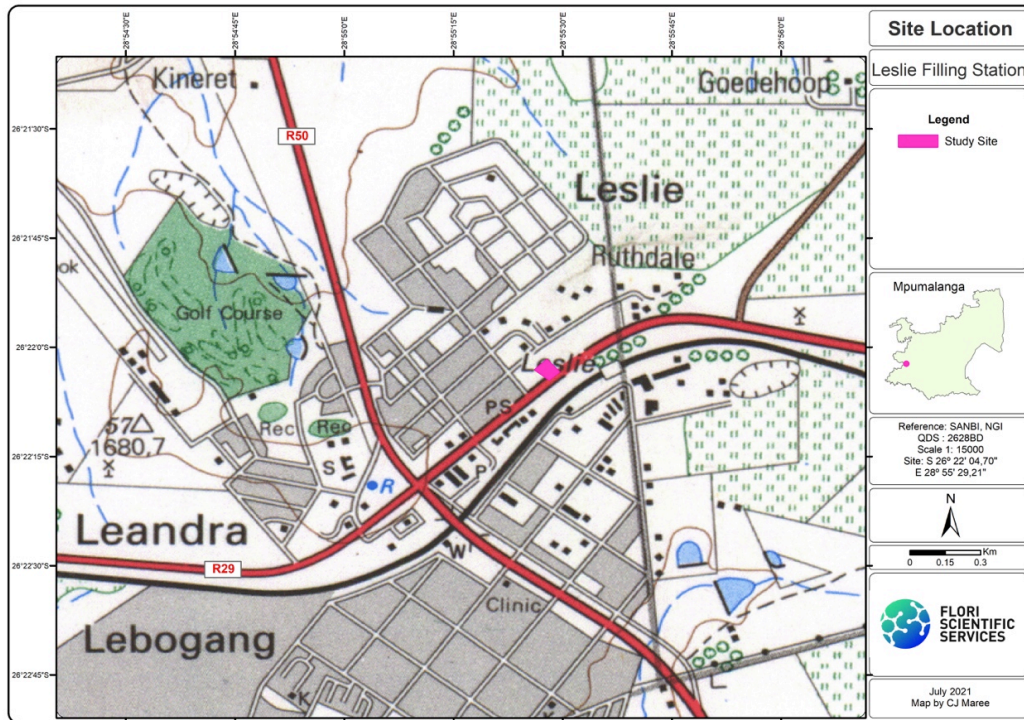 28°54'30"E
28°54'45"E
28°55'0"E
28°55'15"E
28°55'30"E
28°55'45"E
28°56'0"E
Site Location
Leslie Filling Station
Kineret
Goedehoop
R50
26°21'30"S
Legend
Study Site
Leslie
26°21'45"S
Ruthdale
ok
Mpumalanga
Golf Course
26°22'0"S
Leslie
PS
57
1680,7
Rec
Rec
Reference: SANBI, NGI
QDS : 2628BD
Scale 1: 15000
Site: S 26° 22' 04,70"
E 28° 55' 29,21"
26°22'15"S
S
P
R
N
Leandra
W
Km
0 0.15 0.3
26°22'30"S
R29
Clinic
FLORI
SCIENTIFIC
SERVICES
Lebogang
26°22'45"S
K
July 2021
Map by CJ Maree